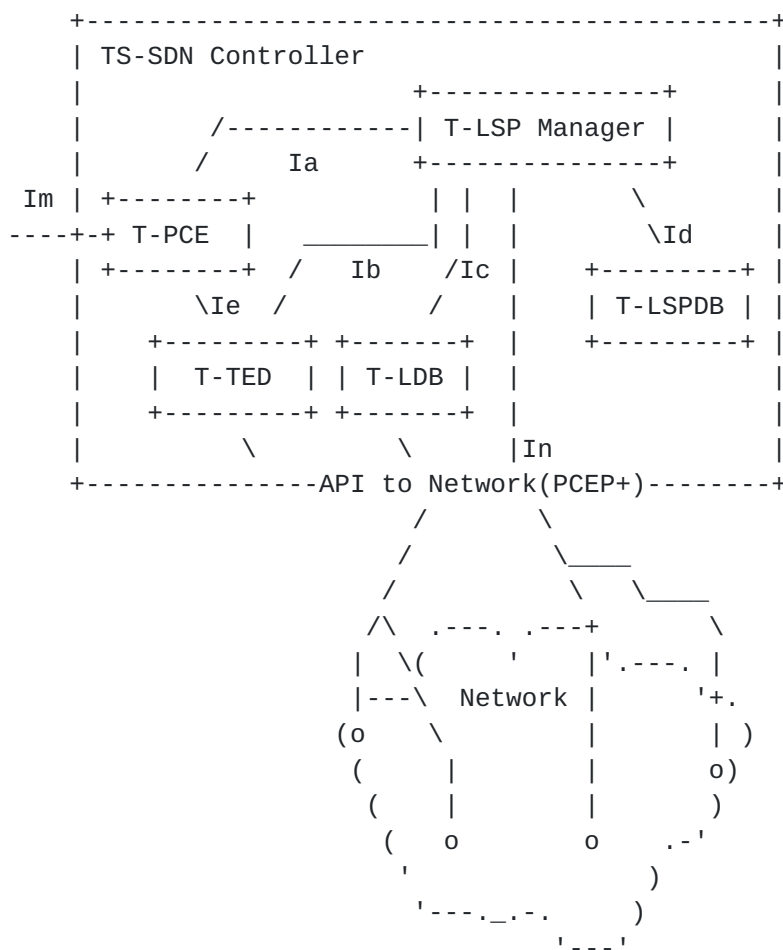 TS-SDN Controller
T-LSP Manager
Ia
Im
T-PCE
\Id
Ib /Ic
\Ie
T-LSPDB
T-TED T-LDB
In
API to Network(PCEP+)
Network
o
o
o o